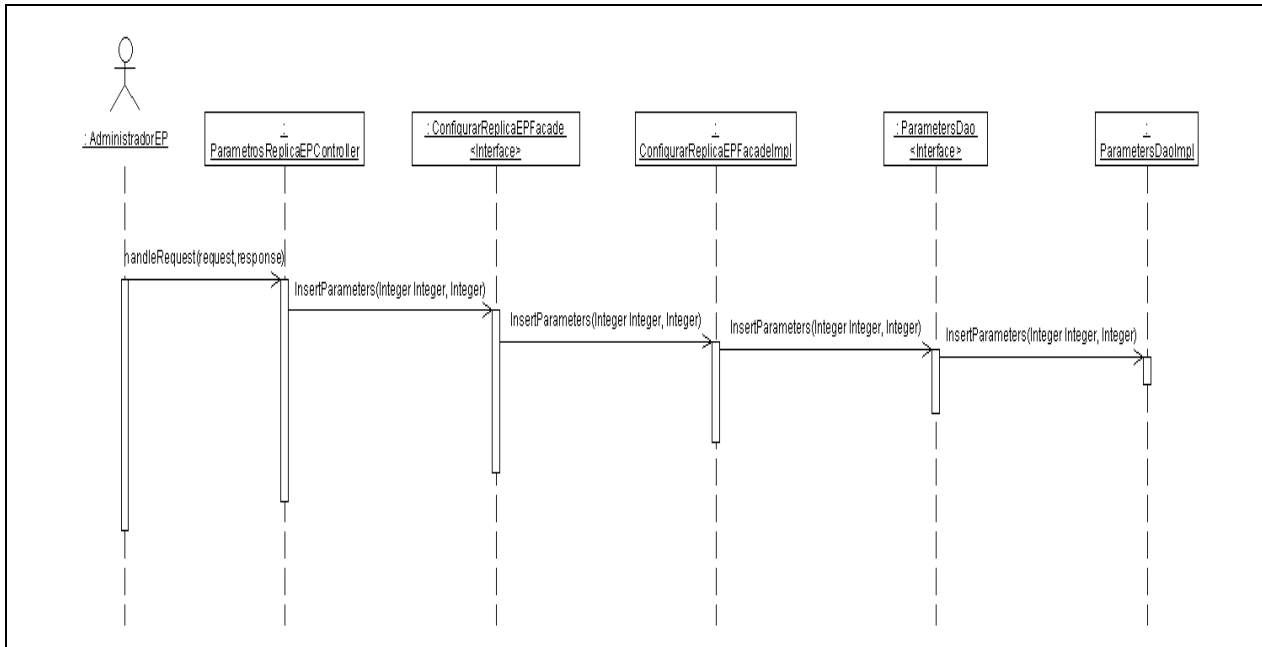 : AdministradorEP
:
ParametrosReplicaEPController
: ConfigurarReplicaEPFacade
<Interface>
:
ConfigurarReplicaEPFacadeImpl
: ParametersDao
<Interface>
:
ParametersDaoImpl
handleRequest(request,response)
InsertParameters(Integer Integer, Integer)
InsertParameters(Integer Integer, Integer)
InsertParameters(Integer Integer, Integer)
InsertParameters(Integer Integer, Integer)